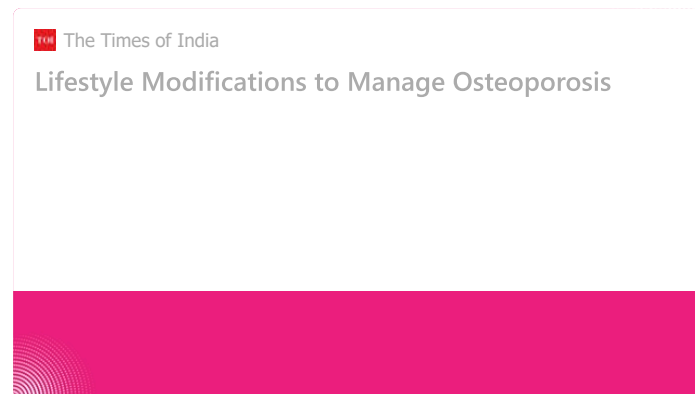 TOI The Times of India
Lifestyle Modifications to Manage Osteoporosis